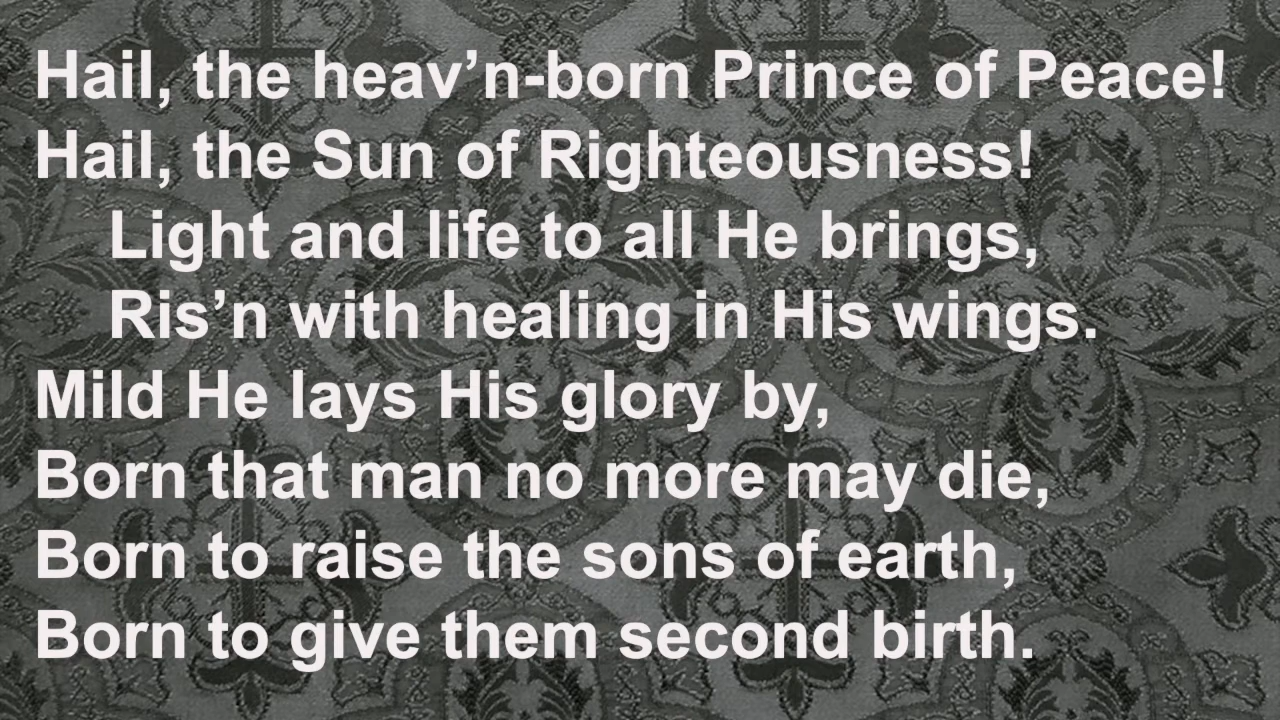 Hail, the heav’n-born Prince of Peace!
Hail, the Sun of Righteousness!
Light and life to all He brings,
Ris’n with healing in His wings.
Mild He lays His glory by,
Born that man no more may die,
Born to raise the sons of earth,
Born to give them second birth.